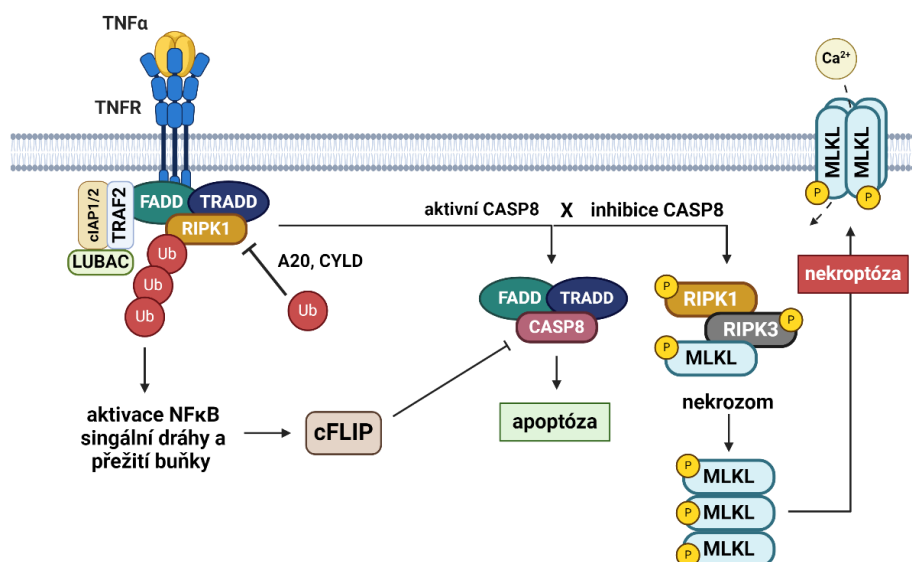 TNFα
TNFR
cIAP1/2
TRAF2
FADD
TRADD
RIPK1
LUBAC
Ub
Ub
Ub
A20, CYLD
Ub
aktivace NFκB
singální dráhy a
přežití buňky
cFLIP
aktivní CASP8 X inhibice CASP8
FADD
TRADD
CASP8
apoptóza
P
RIPK1
RIPK3
P
P
MLKL
nekrozom
P
MLKL
P
MLKL
P
MLKL
nekroptóza
Ca²⁺
MLKL
MLKL
P
P